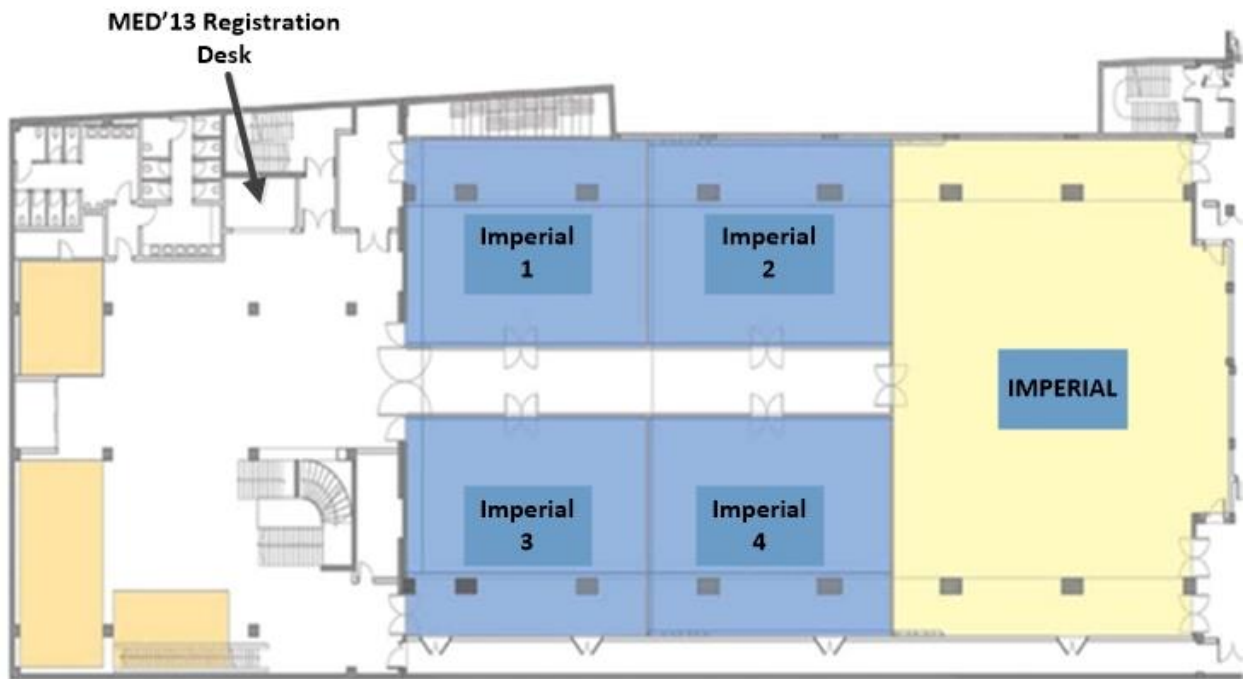 MED'13 Registration
Desk
Imperial
1
Imperial
2
IMPERIAL
Imperial
3
Imperial
4